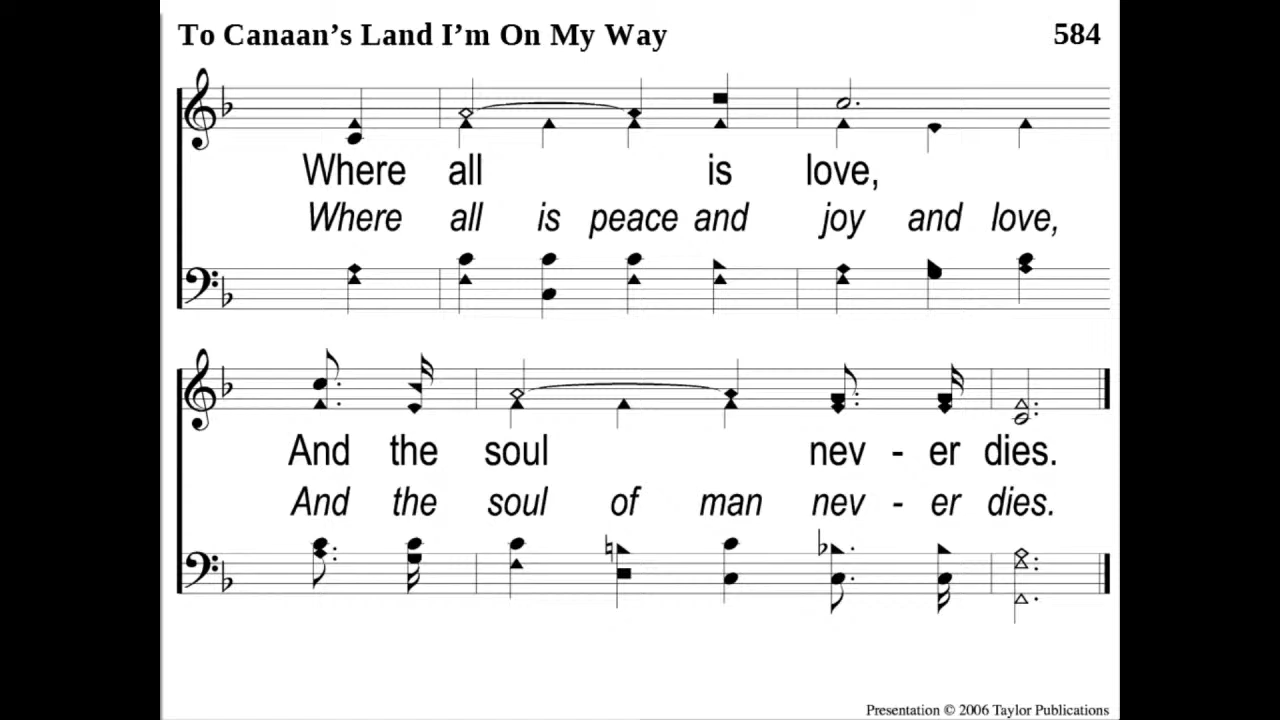 To Canaan’s Land I’m On My Way 584
Where all is love,
Where all is peace and joy and love,
And the soul nev - er dies.
And the soul of man nev - er dies.
Presentation © 2006 Taylor Publications